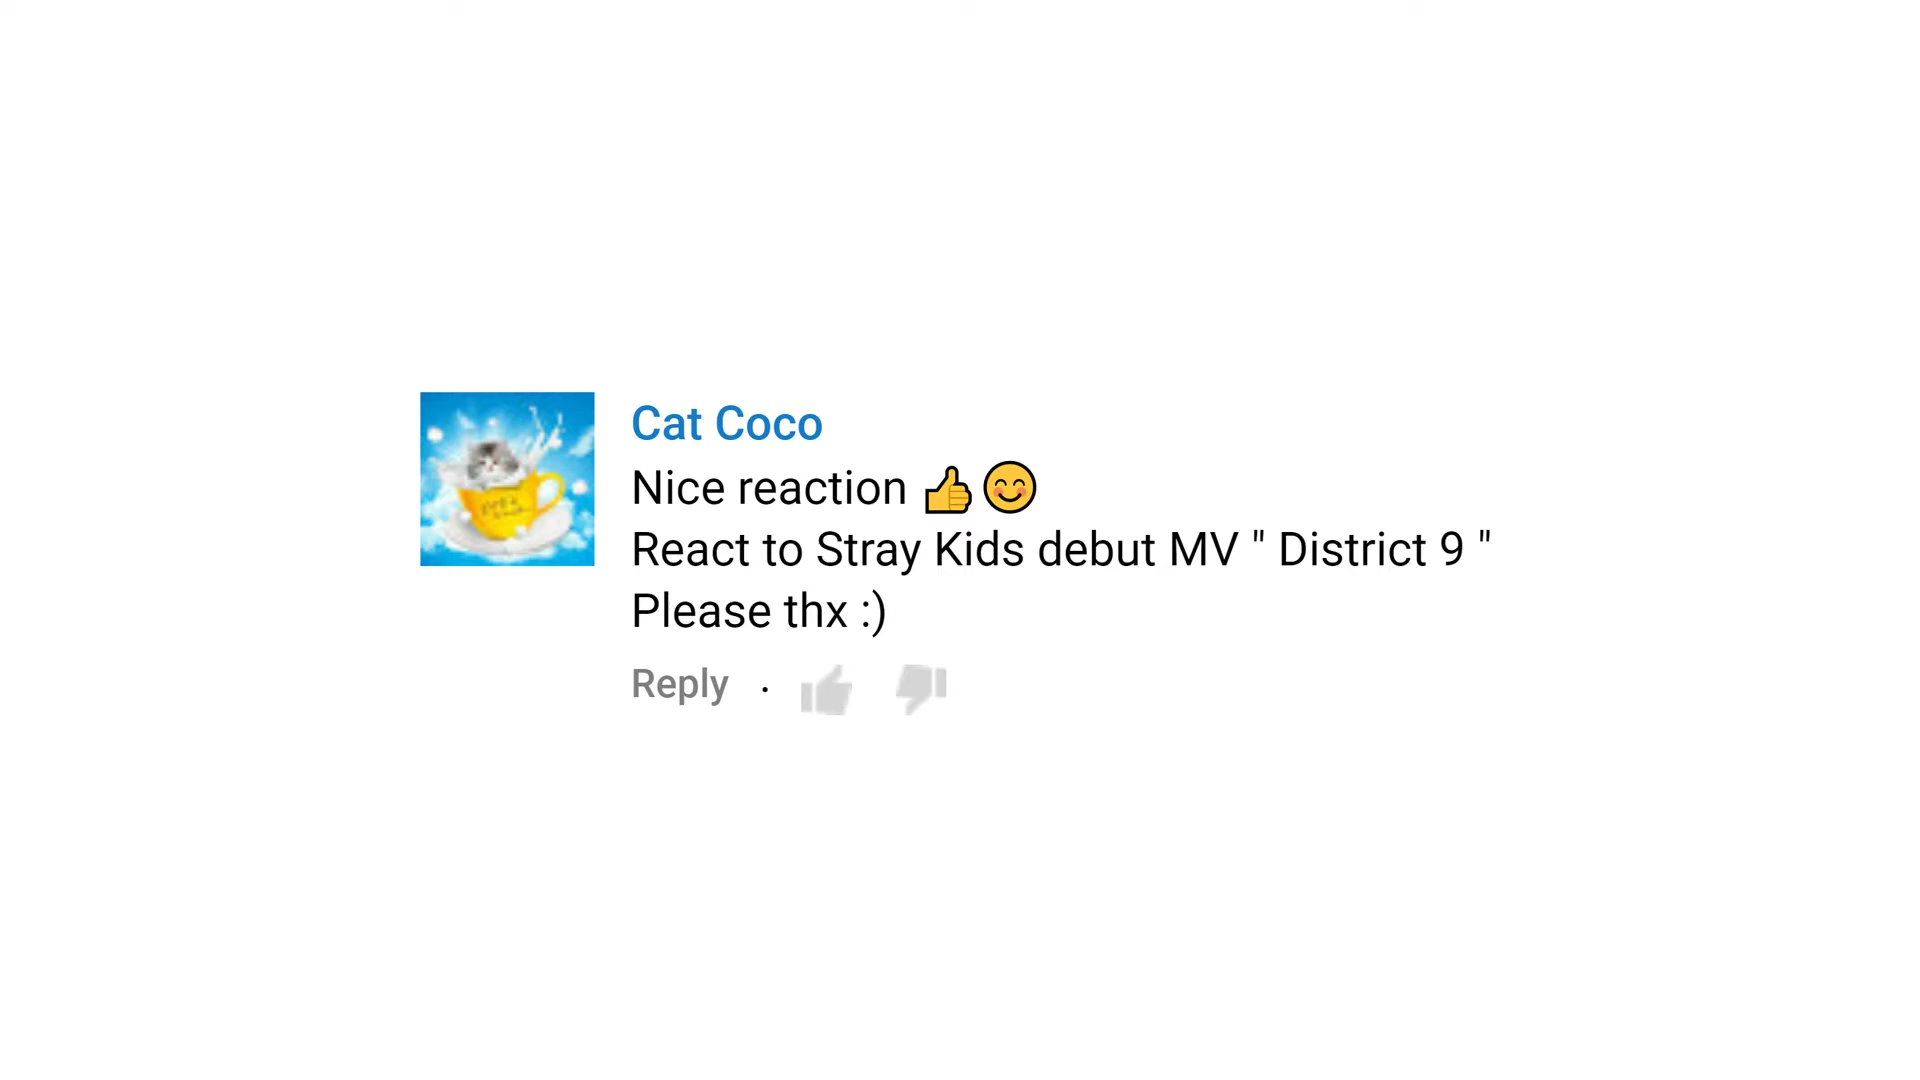 Cat Coco
Nice reaction 👍😊
React to Stray Kids debut MV " District 9 "
Please thx :)
Reply ·